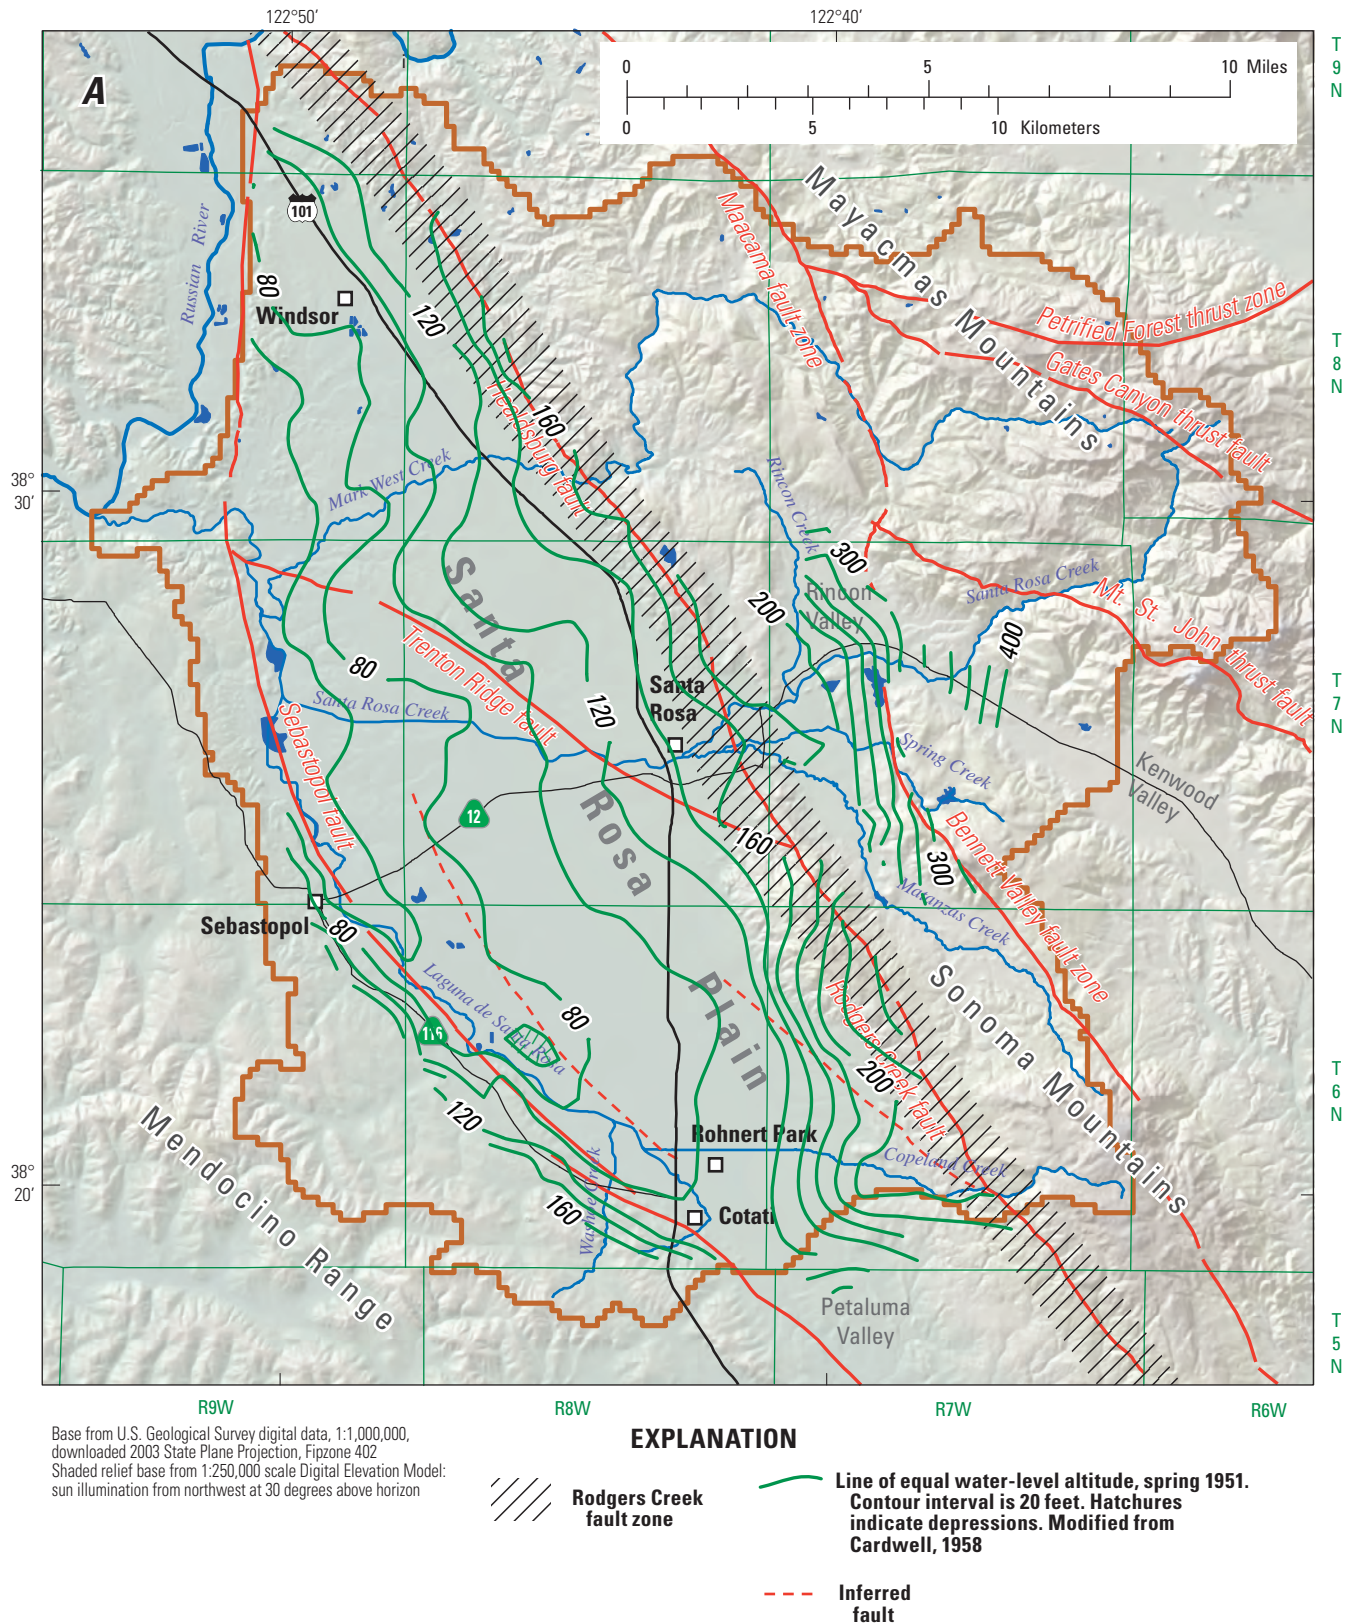 122°50′
122°40′
A
0 5 10 Miles
0 5 10 Kilometers
T
9
N
T
8
N
T
7
N
T
6
N
T
5
N
38°
30′
38°
20′
101
Russian River
80
Windsor
120
Mayacmas
Mountains
Maacama fault zone
Petrified Forest thrust zone
Gates Canyon thrust fault
Healdsburg fault
160
Mark West Creek
Rincon Creek
300
Rincon
Valley
200
Santa Rosa Creek
Mt. St. John thrust fault
400
Santa
Rosa
Plain
80
Trenton Ridge fault
Santa Rosa Creek
120
Santa
Rosa
Sebastopol fault
12
Spring Creek
Kenwood
Valley
160
Bennett Valley fault zone
300
Matanzas Creek
Sebastopol
80
Laguna de Santa Rosa
116
80
Sonoma Mountains
Rodgers Creek fault
200
120
Rohnert Park
Copeland Creek
Washoe Creek
160
Cotati
Mendocino Range
Petaluma
Valley
R9W
R8W
R7W
R6W
Base from U.S. Geological Survey digital data, 1:1,000,000,
downloaded 2003 State Plane Projection, Fipzone 402
Shaded relief base from 1:250,000 scale Digital Elevation Model:
sun illumination from northwest at 30 degrees above horizon
EXPLANATION
Rodgers Creek
fault zone
Line of equal water-level altitude, spring 1951.
Contour interval is 20 feet. Hatchures
indicate depressions. Modified from
Cardwell, 1958
Inferred
fault